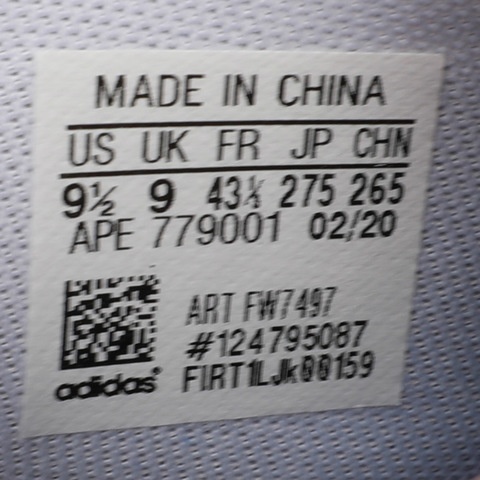 MADE IN CHINA
US UK FR JP CHN
9½ 9 43⅓ 275 265
APE 779001 02/20
ART FW7497
#124795087
FIRT1LJk00159
adidas